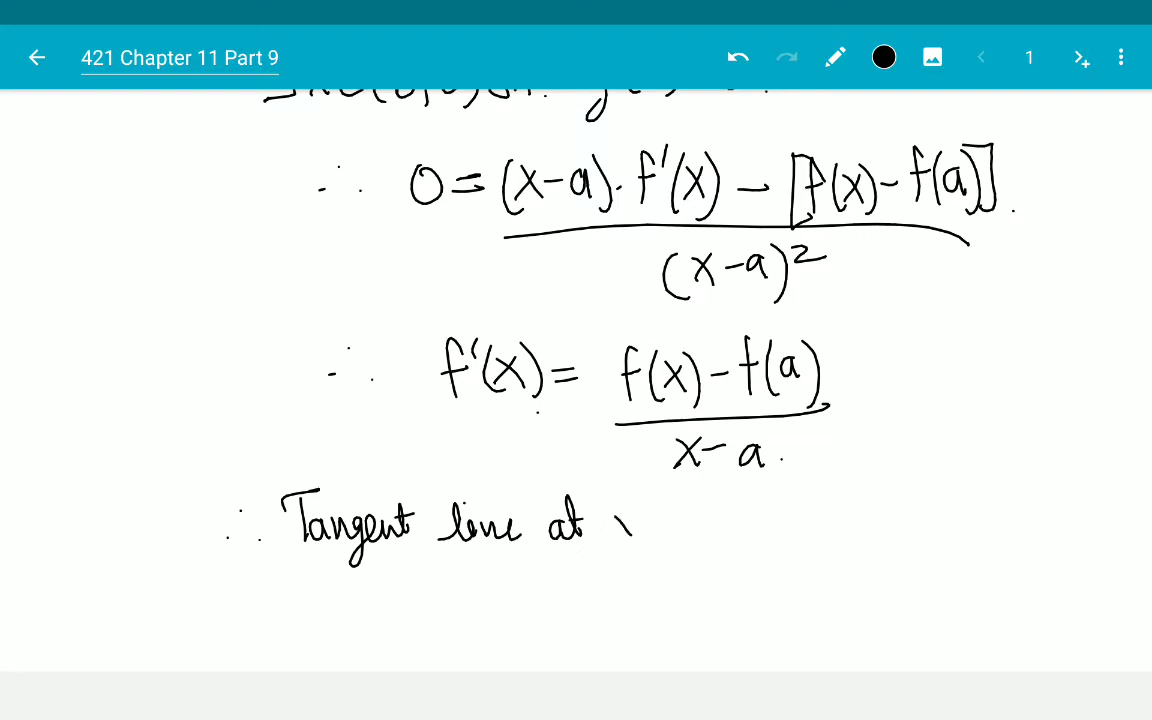 421 Chapter 11 Part 9
1
∴ 0 = (x-a)·f'(x) - [f(x) - f(a)].
(x-a)²
∴ f'(x) = f(x) - f(a)
x - a.
∴ Tangent line at